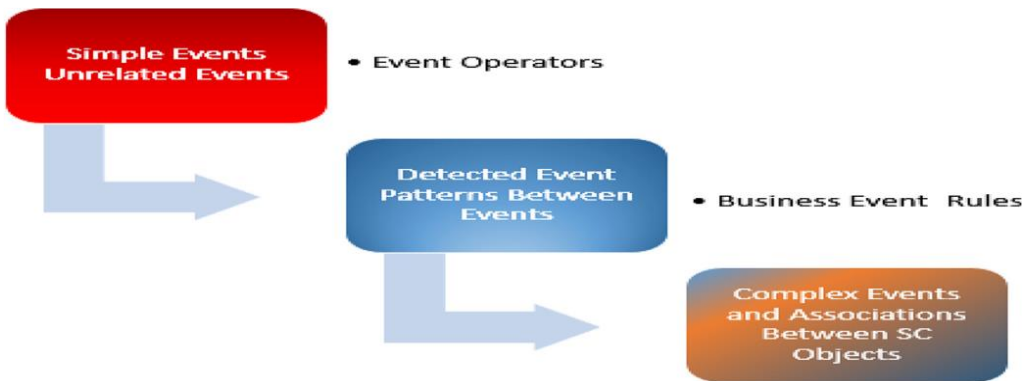 Simple Events
Unrelated Events
• Event Operators
Detected Event
Patterns Between
Events
• Business Event Rules
Complex Events
and Associations
Between SC
Objects